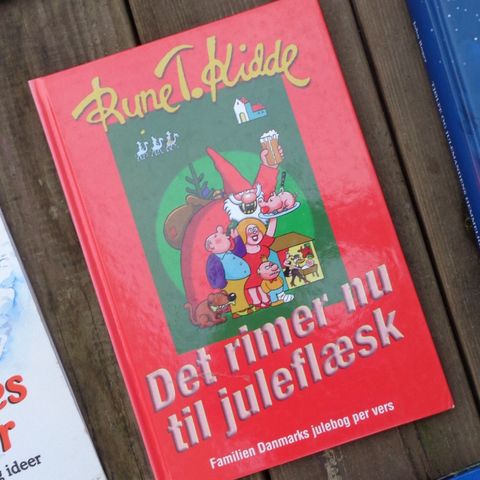 Rune T. Kidde
Det rimer nu
til juleflæsk
Familien Danmarks julebog per vers
es
r
ideer